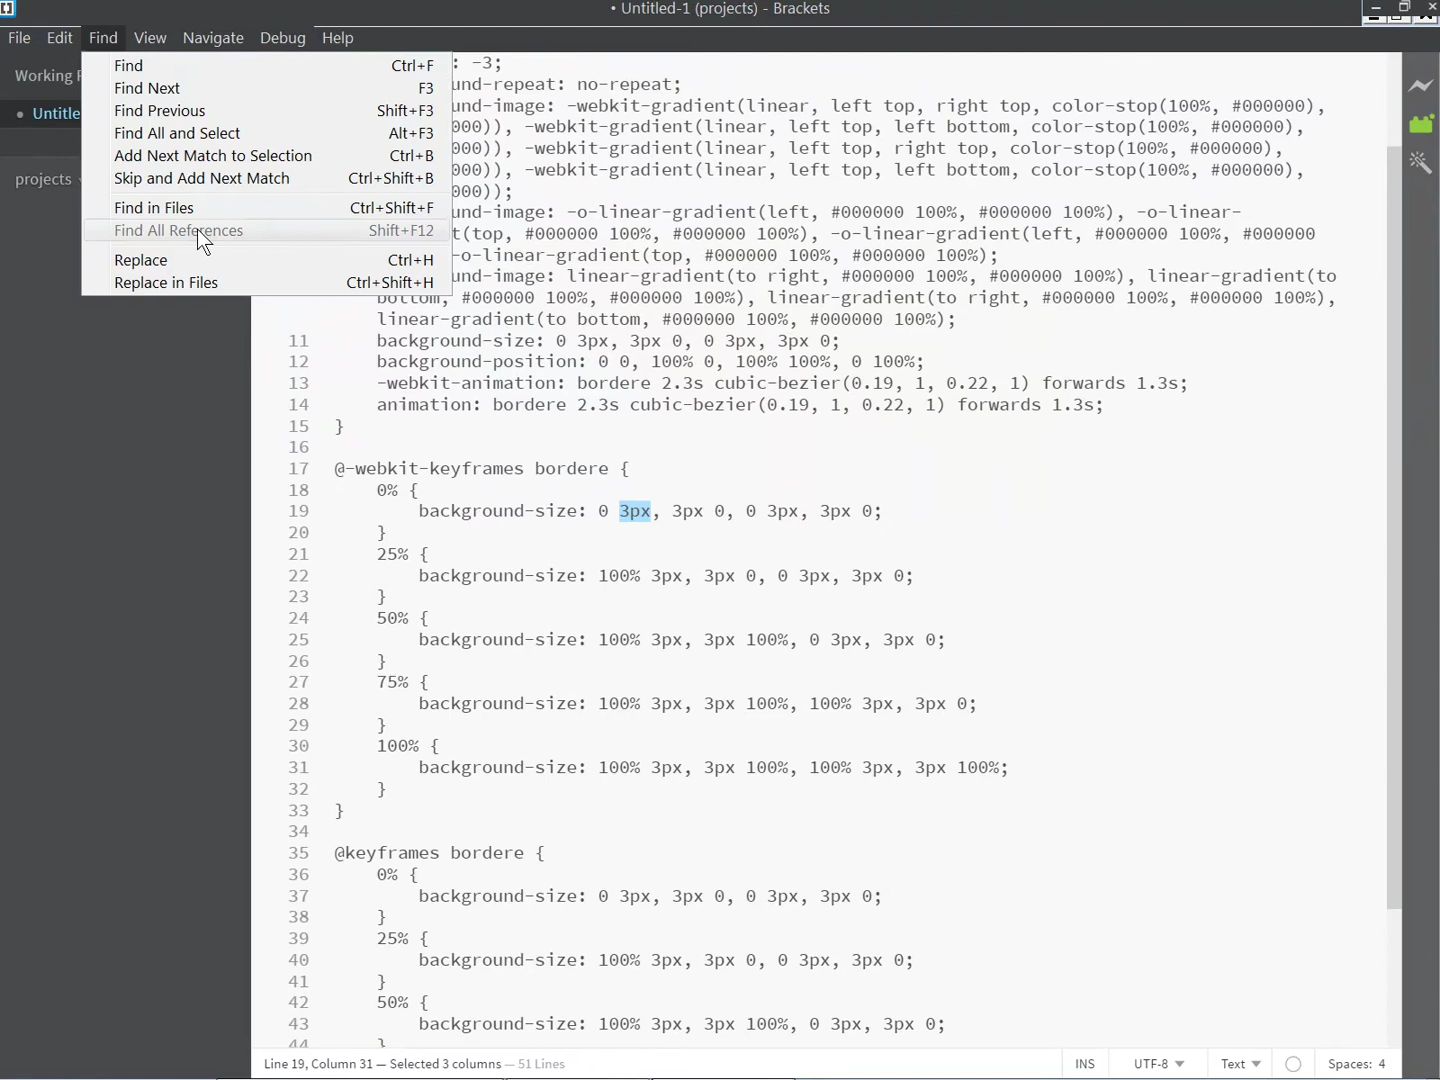 • Untitled-1 (projects) - Brackets
File Edit Find View Navigate Debug Help
Working
Untitle
projects
Find Ctrl+F
Find Next F3
Find Previous Shift+F3
Find All and Select Alt+F3
Add Next Match to Selection Ctrl+B
Skip and Add Next Match Ctrl+Shift+B
Find in Files Ctrl+Shift+F
Find All References Shift+F12
Replace Ctrl+H
Replace in Files Ctrl+Shift+H
: -3;
und-repeat: no-repeat;
und-image: -webkit-gradient(linear, left top, right top, color-stop(100%, #000000),
000)), -webkit-gradient(linear, left top, left bottom, color-stop(100%, #000000),
000)), -webkit-gradient(linear, left top, right top, color-stop(100%, #000000),
000)), -webkit-gradient(linear, left top, left bottom, color-stop(100%, #000000),
000));
und-image: -o-linear-gradient(left, #000000 100%, #000000 100%), -o-linear-
t(top, #000000 100%, #000000 100%), -o-linear-gradient(left, #000000 100%, #000000
-o-linear-gradient(top, #000000 100%, #000000 100%);
und-image: linear-gradient(to right, #000000 100%, #000000 100%), linear-gradient(to
bottom, #000000 100%, #000000 100%), linear-gradient(to right, #000000 100%, #000000 100%),
linear-gradient(to bottom, #000000 100%, #000000 100%);
11 background-size: 0 3px, 3px 0, 0 3px, 3px 0;
12 background-position: 0 0, 100% 0, 100% 100%, 0 100%;
13 -webkit-animation: bordere 2.3s cubic-bezier(0.19, 1, 0.22, 1) forwards 1.3s;
14 animation: bordere 2.3s cubic-bezier(0.19, 1, 0.22, 1) forwards 1.3s;
15 }
16
17 @-webkit-keyframes bordere {
18 0% {
19 background-size: 0 3px, 3px 0, 0 3px, 3px 0;
20 }
21 25% {
22 background-size: 100% 3px, 3px 0, 0 3px, 3px 0;
23 }
24 50% {
25 background-size: 100% 3px, 3px 100%, 0 3px, 3px 0;
26 }
27 75% {
28 background-size: 100% 3px, 3px 100%, 100% 3px, 3px 0;
29 }
30 100% {
31 background-size: 100% 3px, 3px 100%, 100% 3px, 3px 100%;
32 }
33 }
34
35 @keyframes bordere {
36 0% {
37 background-size: 0 3px, 3px 0, 0 3px, 3px 0;
38 }
39 25% {
40 background-size: 100% 3px, 3px 0, 0 3px, 3px 0;
41 }
42 50% {
43 background-size: 100% 3px, 3px 100%, 0 3px, 3px 0;
44 }
Line 19, Column 31 — Selected 3 columns — 51 Lines
INS UTF-8 Text Spaces: 4